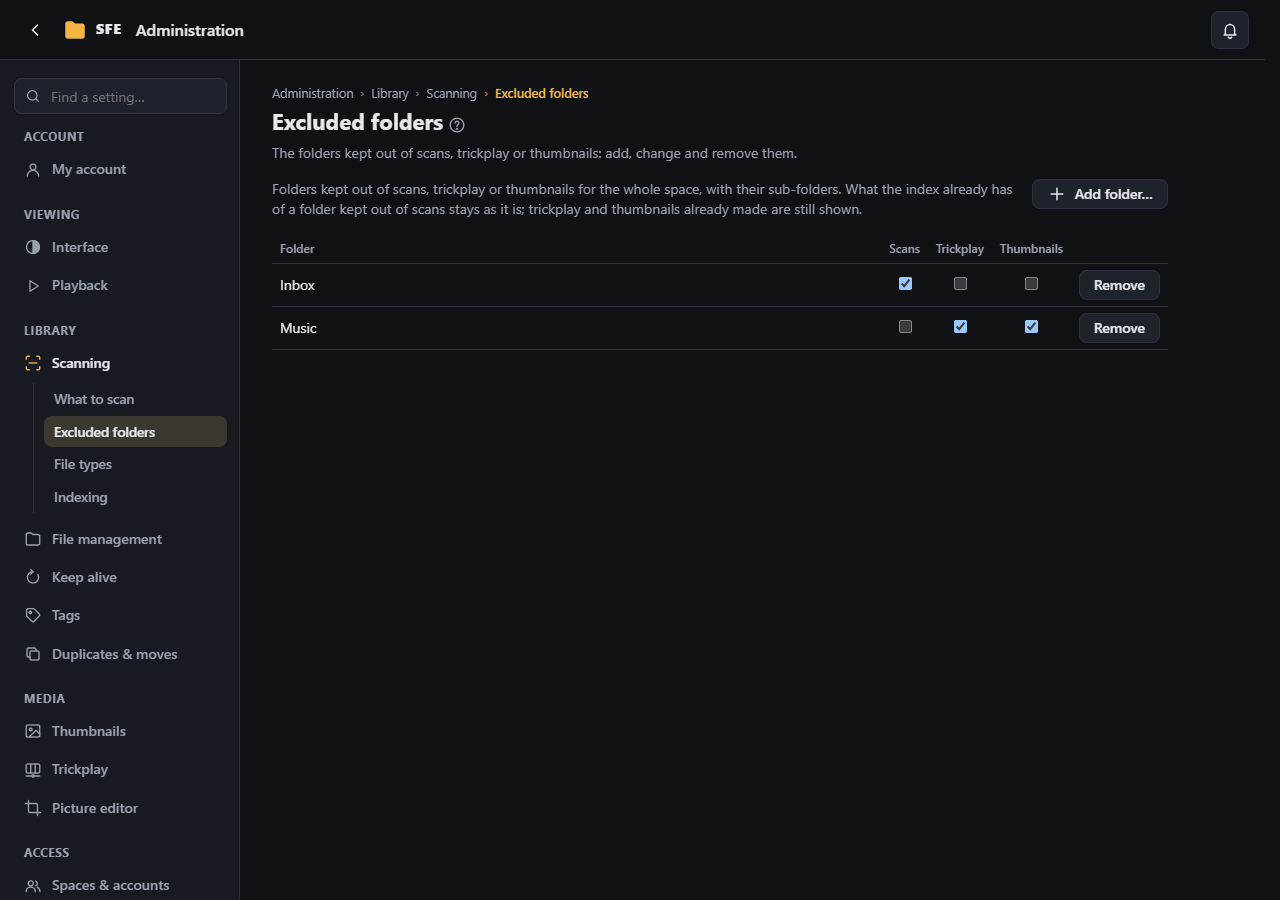 SFE Administration
Find a setting...
ACCOUNT
My account
VIEWING
Interface
Playback
LIBRARY
Scanning
What to scan
Excluded folders
File types
Indexing
File management
Keep alive
Tags
Duplicates & moves
MEDIA
Thumbnails
Trickplay
Picture editor
ACCESS
Spaces & accounts
Administration › Library › Scanning › Excluded folders
Excluded folders ?
The folders kept out of scans, trickplay or thumbnails: add, change and remove them.
Folders kept out of scans, trickplay or thumbnails for the whole space, with their sub-folders. What the index already has
of a folder kept out of scans stays as it is; trickplay and thumbnails already made are still shown.
Add folder...
Folder Scans Trickplay Thumbnails
Inbox Remove
Music Remove